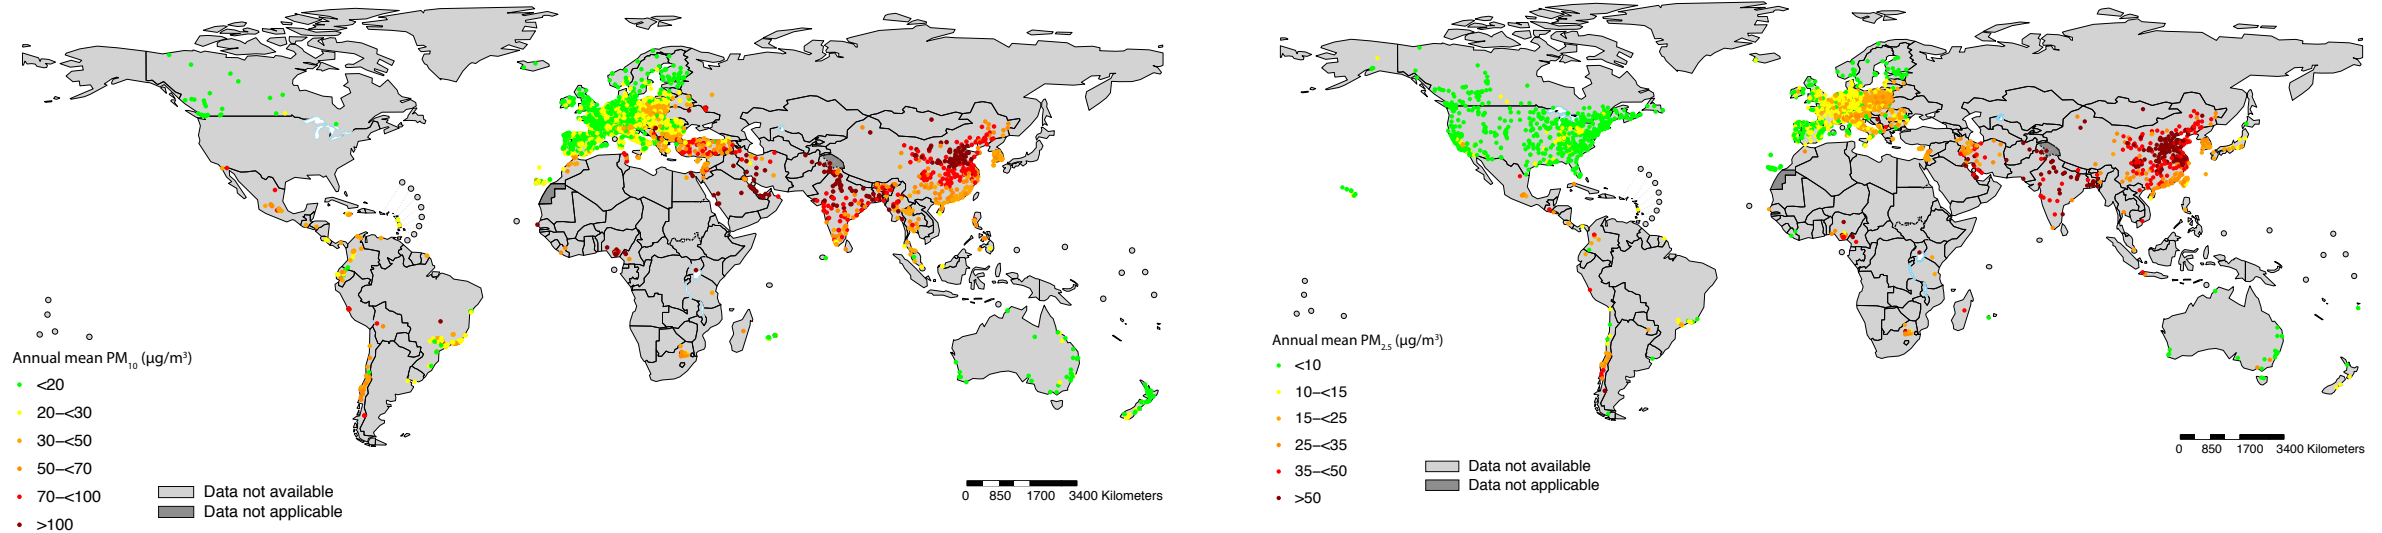 Annual mean PM10 (µg/m³)
<20
20–<30
30–<50
50–<70
70–<100
>100
Data not available
Data not applicable
0 850 1700 3400 Kilometers
Annual mean PM2.5 (µg/m³)
<10
10–<15
15–<25
25–<35
35–<50
>50
Data not available
Data not applicable
0 850 1700 3400 Kilometers